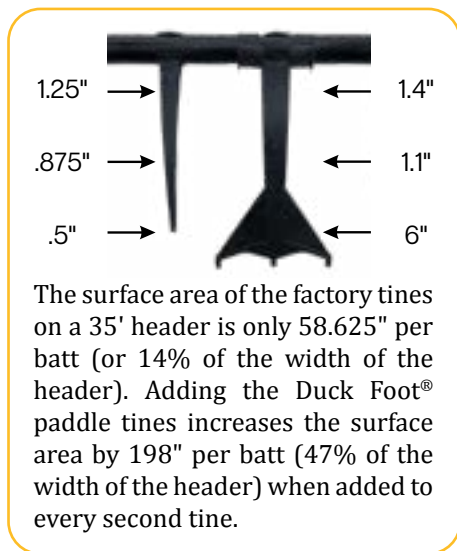 1.25" 1.4"
.875" 1.1"
.5" 6"
The surface area of the factory tines
on a 35' header is only 58.625" per
batt (or 14% of the width of the
header). Adding the Duck Foot®
paddle tines increases the surface
area by 198" per batt (47% of the
width of the header) when added to
every second tine.